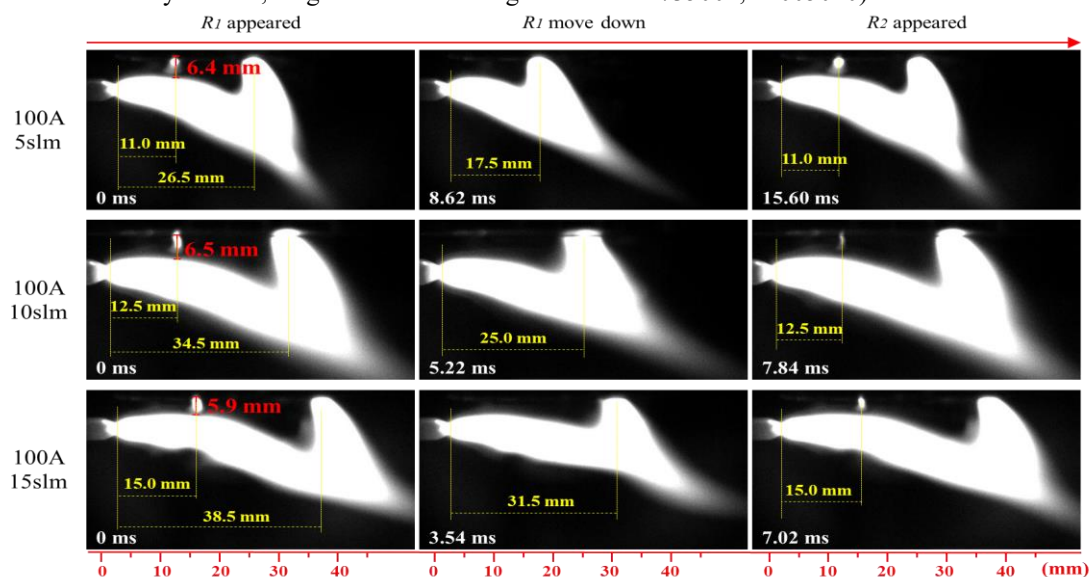 R1 appeared R1 move down R2 appeared
100A
5slm
6.4 mm
11.0 mm
26.5 mm
0 ms
17.5 mm
8.62 ms
11.0 mm
15.60 ms
100A
10slm
6.5 mm
12.5 mm
34.5 mm
0 ms
25.0 mm
5.22 ms
12.5 mm
7.84 ms
100A
15slm
5.9 mm
15.0 mm
38.5 mm
0 ms
31.5 mm
3.54 ms
15.0 mm
7.02 ms
0 10 20 30 40 0 10 20 30 40 0 10 20 30 40 (mm)